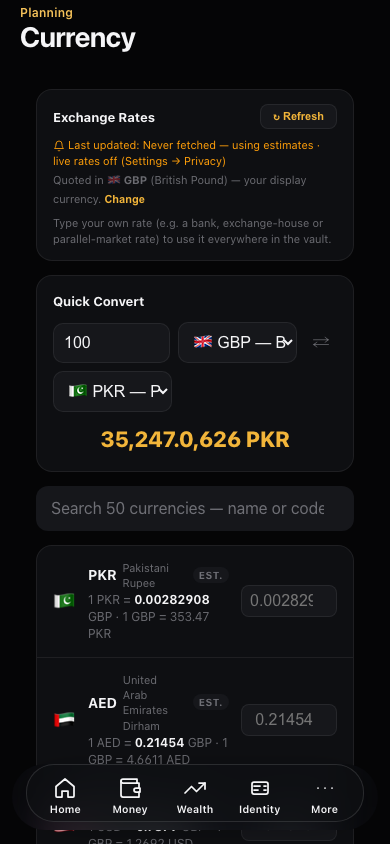 Planning
Currency
Exchange Rates
↻ Refresh
Last updated: Never fetched — using estimates ·
live rates off (Settings → Privacy)
Quoted in 🇬🇧 GBP (British Pound) — your display
currency. Change
Type your own rate (e.g. a bank, exchange-house or
parallel-market rate) to use it everywhere in the vault.
Quick Convert
100
🇬🇧 GBP — B
⇄
🇵🇰 PKR — P
35,247.0,626 PKR
Search 50 currencies — name or code
PKR Pakistani
Rupee
EST.
1 PKR = 0.00282908
GBP · 1 GBP = 353.47
PKR
0.002829
AED United
Arab
Emirates
Dirham
EST.
1 AED = 0.21454 GBP · 1
GBP = 4.6611 AED
0.21454
Home
Money
Wealth
Identity
More